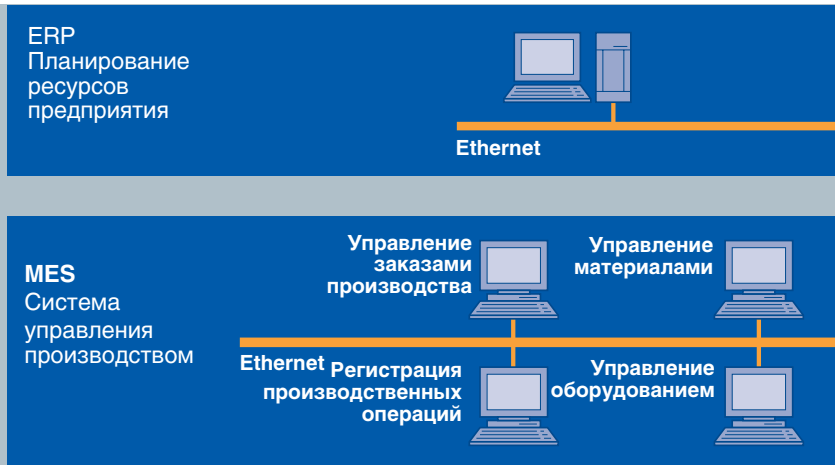 ERP
Планирование
ресурсов
предприятия
Ethernet
MES
Система
управления
производством
Управление
заказами
производства
Управление
материалами
Ethernet
Регистрация
производственных
операций
Управление
оборудованием